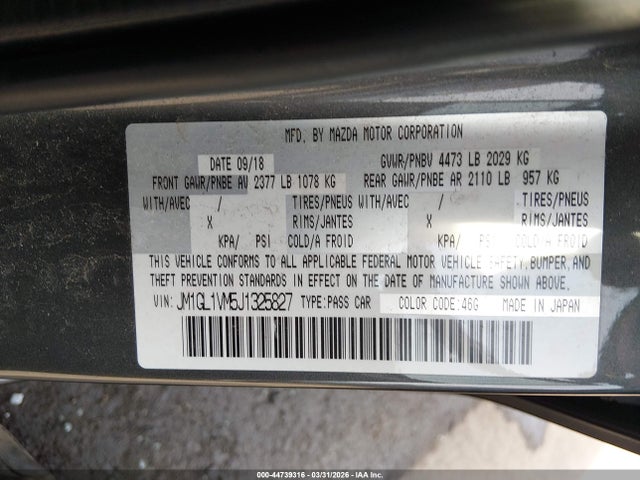 MFD. BY MAZDA MOTOR CORPORATION
DATE 09/18 GVWR/PNBV 4473 LB 2029 KG
FRONT GAWR/PNBE AV 2377 LB 1078 KG REAR GAWR/PNBE AR 2110 LB 957 KG
WITH/AVEC / TIRES/PNEUS WITH/AVEC / TIRES/PNEUS
X RIMS/JANTES X RIMS/JANTES
KPA/ PSI COLD/A FROID KPA/ PSI COLD/A FROID
THIS VEHICLE CONFORMS TO ALL APPLICABLE FEDERAL MOTOR VEHICLE SAFETY, BUMPER, AND
THEFT PREVENTION STANDARDS IN EFFECT ON THE DATE OF MANUFACTURE SHOWN ABOVE.
VIN: JM1GL1VM5J1325827 TYPE:PASS CAR COLOR CODE:46G MADE IN JAPAN
000-44739316 - 03/31/2026 - IAA Inc.